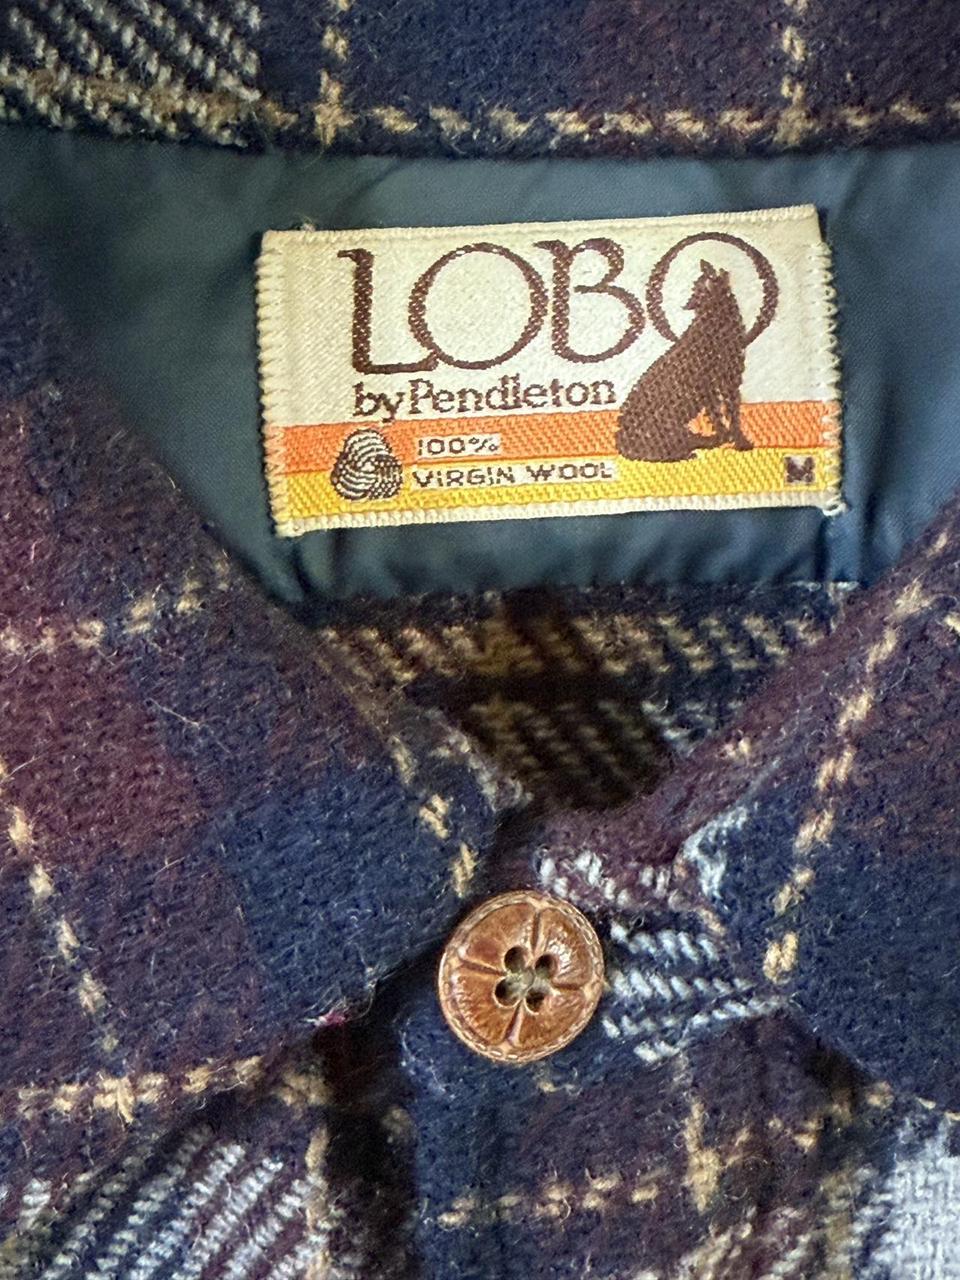 LOBO
by Pendleton
100%
VIRGIN WOOL
M